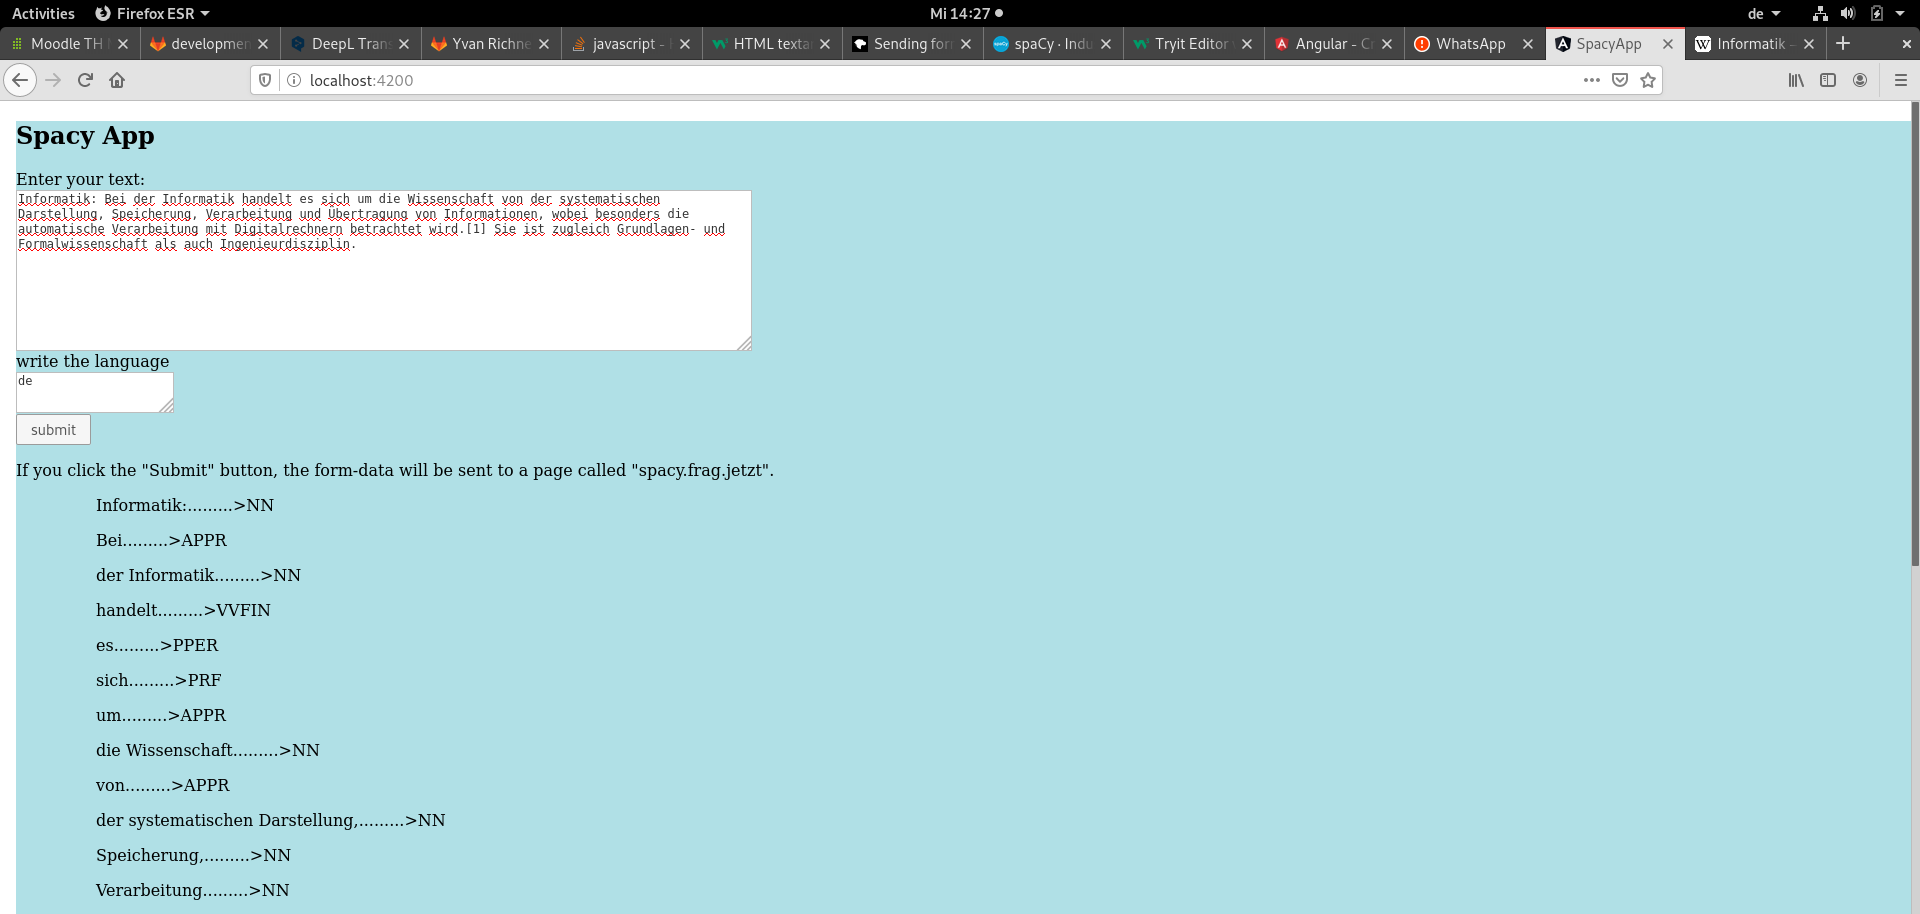 Activities Firefox ESR Mi 14:27 de
Moodle TH developmen DeepL Trans Yvan Richne javascript - HTML texta Sending for spaCy · Indu Tryit Editor Angular - C WhatsApp SpacyApp Informatik -
localhost:4200
Spacy App
Enter your text:
Informatik: Bei der Informatik handelt es sich um die Wissenschaft von der systematischen
Darstellung, Speicherung, Verarbeitung und Übertragung von Informationen, wobei besonders die
automatische Verarbeitung mit Digitalrechnern betrachtet wird.[1] Sie ist zugleich Grundlagen- und
Formalwissenschaft als auch Ingenieurdisziplin.
write the language
de
submit
If you click the "Submit" button, the form-data will be sent to a page called "spacy.frag.jetzt".
Informatik:.........>NN
Bei.........>APPR
der Informatik.........>NN
handelt.........>VVFIN
es.........>PPER
sich.........>PRF
um.........>APPR
die Wissenschaft.........>NN
von.........>APPR
der systematischen Darstellung,.........>NN
Speicherung,.........>NN
Verarbeitung.........>NN